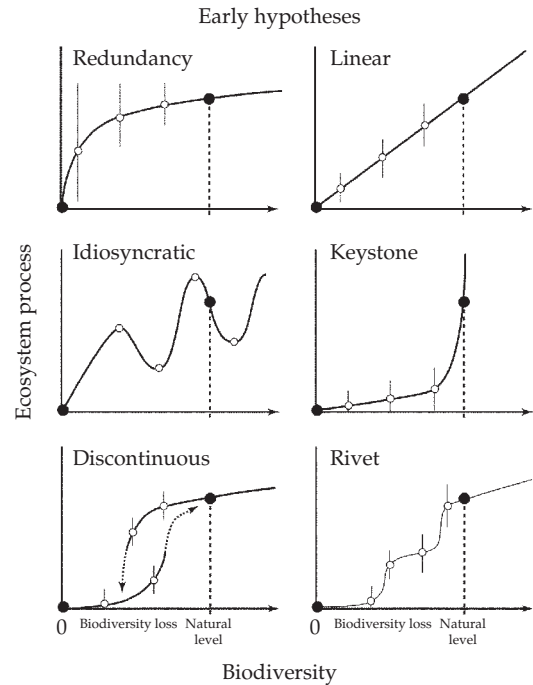 Early hypotheses
Redundancy
Linear
Idiosyncratic
Keystone
Ecosystem process
Discontinuous
Rivet
0
Biodiversity loss
Natural
level
0
Biodiversity loss
Natural
level
Biodiversity